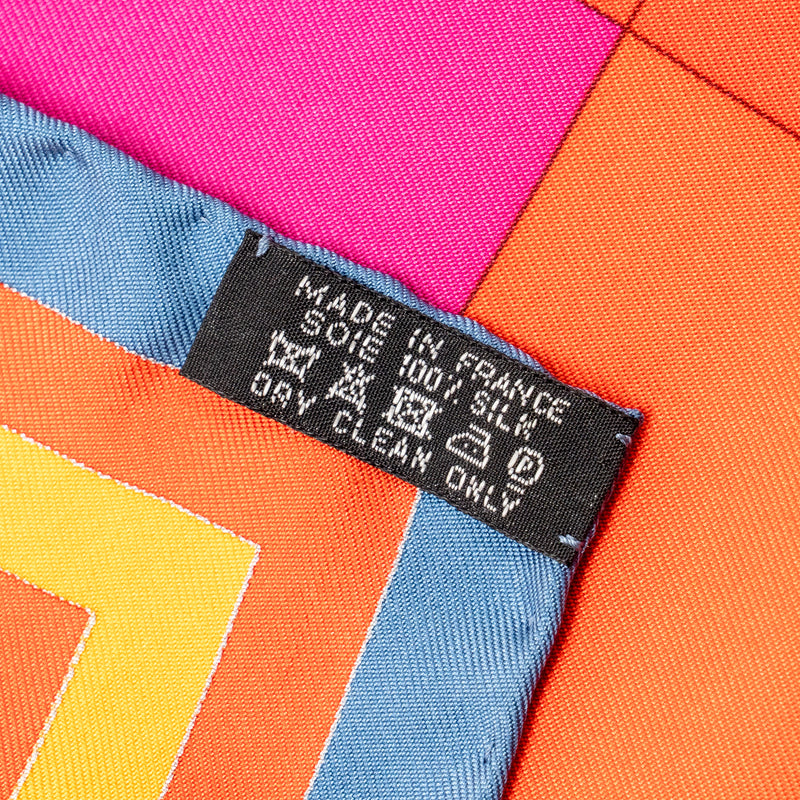 MADE IN FRANCE
SOIE 100% SILK
P
DRY CLEAN ONLY